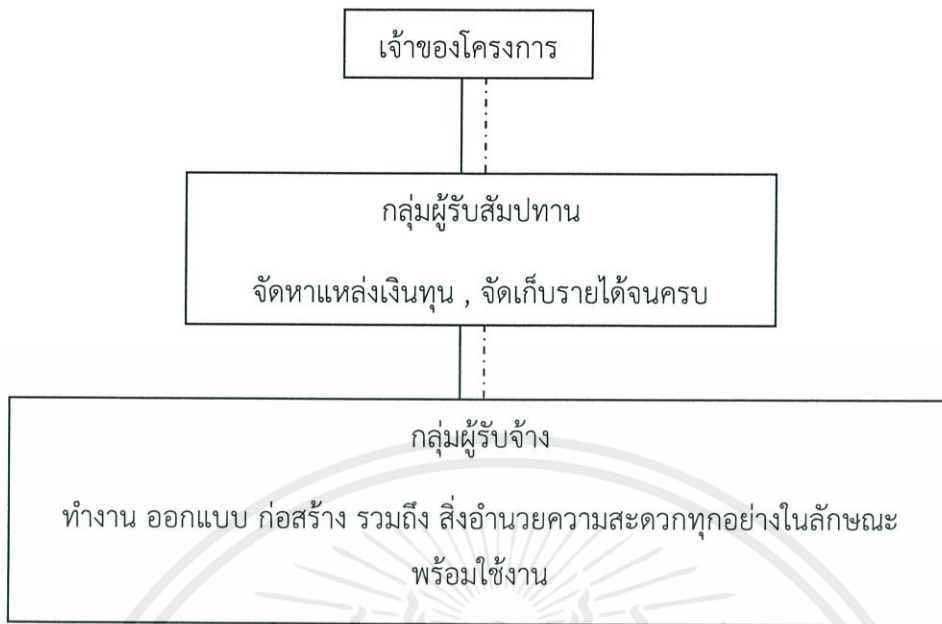 เจ้าของโครงการ
กลุ่มผู้รับสัมปทาน
จัดหาแหล่งเงินทุน , จัดเก็บรายได้จนครบ
กลุ่มผู้รับจ้าง
ทำงาน ออกแบบ ก่อสร้าง รวมถึง สิ่งอำนวยความสะดวกทุกอย่างในลักษณะ
พร้อมใช้งาน